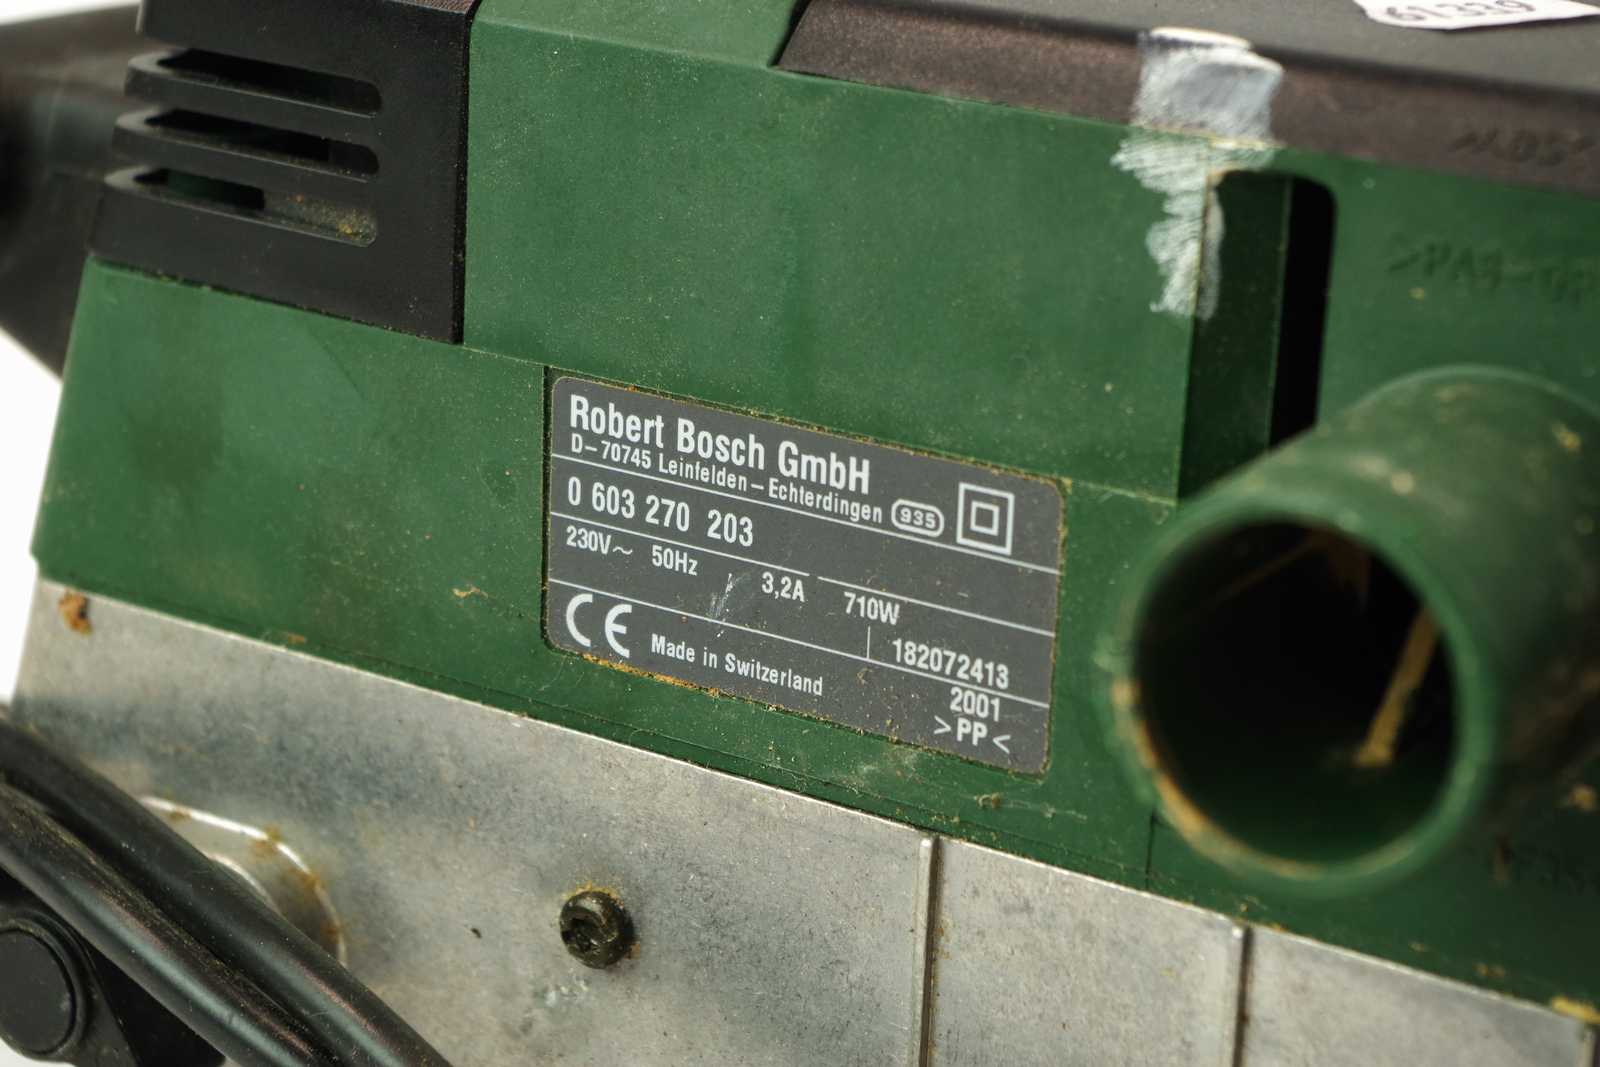 61339
Robert Bosch GmbH
D-70745 Leinfelden-Echterdingen 935
0 603 270 203
230V~ 50Hz 3,2A 710W
182072413
CE Made in Switzerland 2001
>PP<